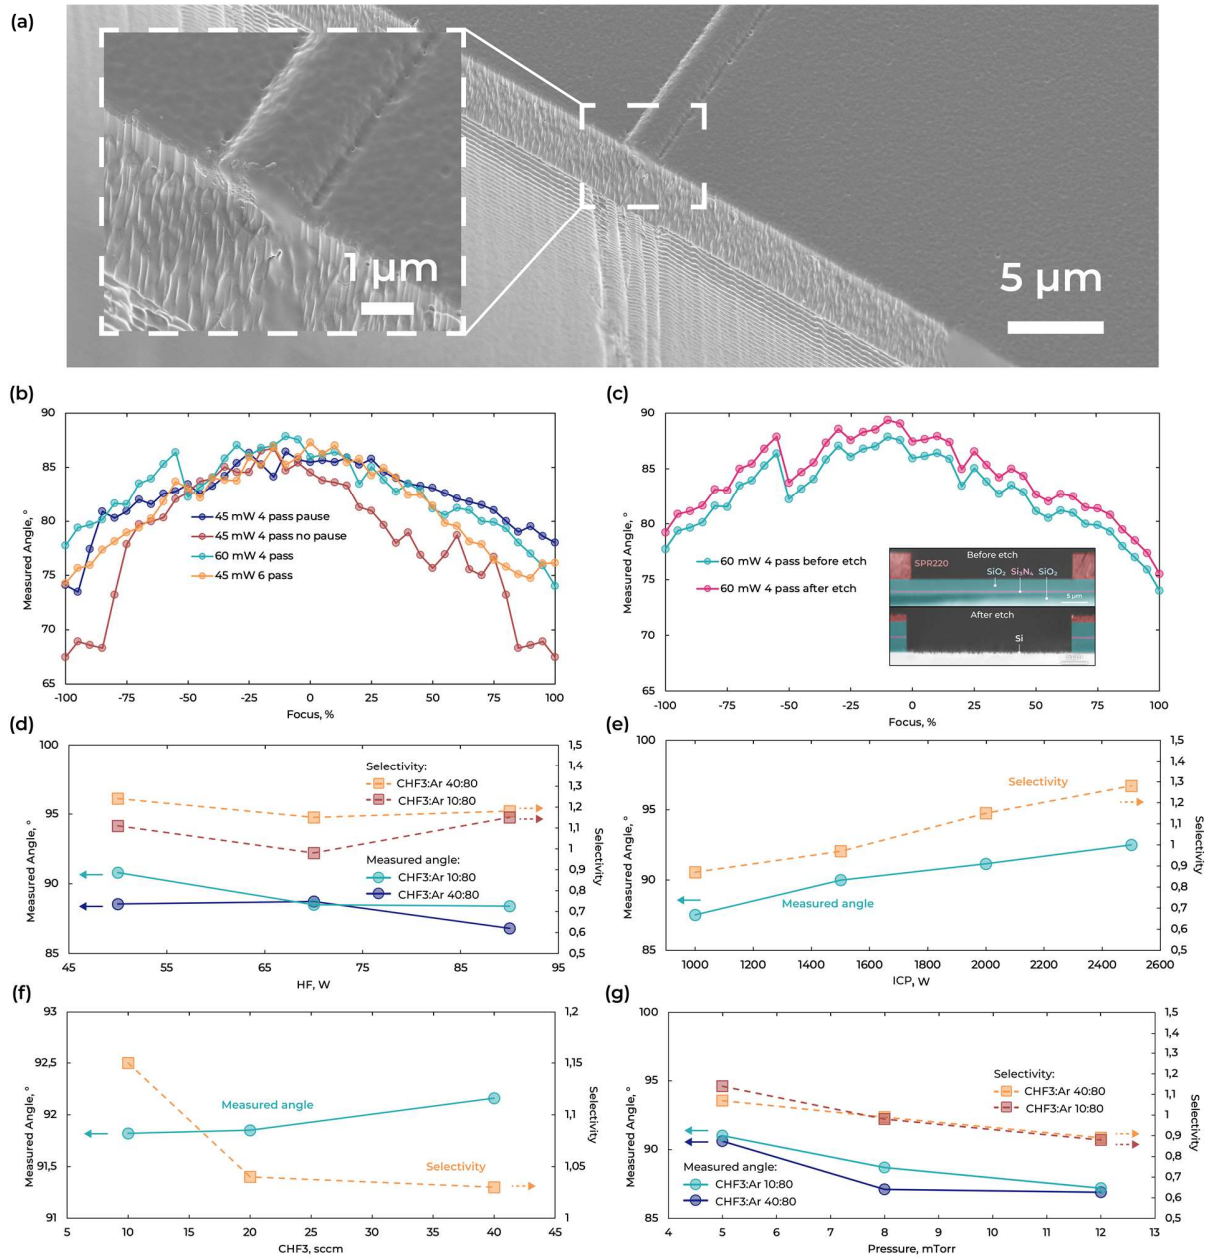 (a)
1 μm
5 μm
(b)
90
85
80
75
70
65
Measured Angle, °
45 mW 4 pass pause
45 mW 4 pass no pause
60 mW 4 pass
45 mW 6 pass
-100
-75
-50
-25
0
25
50
75
100
Focus, %
(c)
90
85
80
75
70
65
Measured Angle, °
60 mW 4 pass before etch
60 mW 4 pass after etch
Before etch
SPR220
SiO₂
Si₃N₄
SiO₂
5 μm
After etch
Si
-100
-75
-50
-25
0
25
50
75
100
Focus, %
(d)
100
95
90
85
Measured Angle, °
Selectivity:
CHF3:Ar 40:80
CHF3:Ar 10:80
Measured angle:
CHF3:Ar 10:80
CHF3:Ar 40:80
1,5
1,4
1,3
1,2
1,1
1
0,9
0,8
0,7
0,6
0,5
Selectivity
45
55
65
75
85
95
HF, W
(e)
100
95
90
85
Measured Angle, °
Selectivity
Measured angle
1,5
1,4
1,3
1,2
1,1
1
0,9
0,8
0,7
0,6
0,5
Selectivity
1000
1200
1400
1600
1800
2000
2200
2400
2600
ICP, W
(f)
93
92,5
92
91,5
91
Measured Angle, °
Measured angle
Selectivity
1,2
1,15
1,1
1,05
1
Selectivity
5
10
15
20
25
30
35
40
45
CHF3, sccm
(g)
100
95
90
85
Measured Angle, °
Selectivity:
CHF3:Ar 40:80
CHF3:Ar 10:80
Measured angle:
CHF3:Ar 10:80
CHF3:Ar 40:80
1,5
1,4
1,3
1,2
1,1
1
0,9
0,8
0,7
0,6
0,5
Selectivity
4
5
6
7
8
9
10
11
12
13
Pressure, mTorr